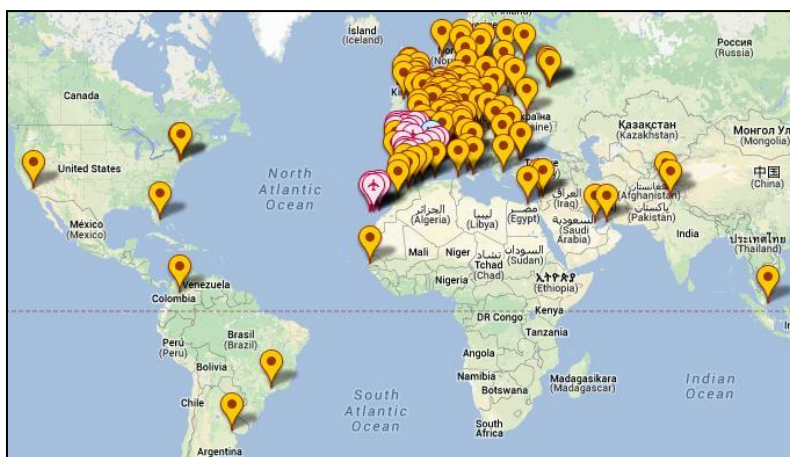 Ísland
(Iceland)
Россия
(Russia)
Canada
Қазақстан
(Kazakhstan)
Монгол У
(Mongolia)
United States
North
Atlantic
Ocean
中国
(China)
México
(Mexico)
الجزائر
(Algeria)
ليبيا
(Libya)
مصر
(Egypt)
العراق
(Iraq)
السعودية
(Saudi
Arabia)
افغانستان
(Afghanistan)
پاکستان
(Pakistan)
India
ประเทศไทย
(Thailand)
Mali
Niger
تشاد
Tchad
(Chad)
السودان
(Sudan)
Nigeria
ኢትዮጵያ
(Ethiopia)
Venezuela
Colombia
DR Congo
Kenya
Tanzania
Perú
(Peru)
Brasil
(Brazil)
Bolivia
Angola
Namibia
Botswana
Madagasikara
(Madagascar)
Indian
Ocean
Chile
South
Atlantic
Ocean
South
Africa
Argentina